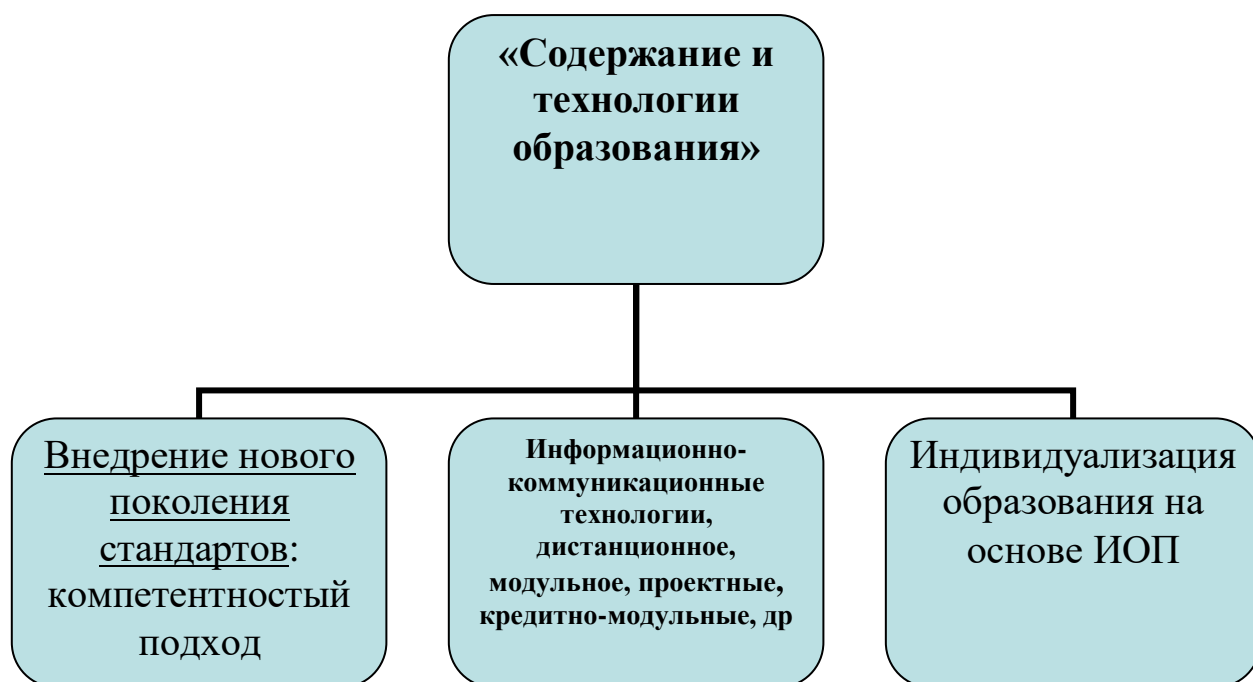 «Содержание и
технологии
образования»
Внедрение нового
поколения
стандартов:
компетентностый
подход
Информационно-
коммуникационные
технологии,
дистанционное,
модульное, проектные,
кредитно-модульные, др
Индивидуализация
образования на
основе ИОП